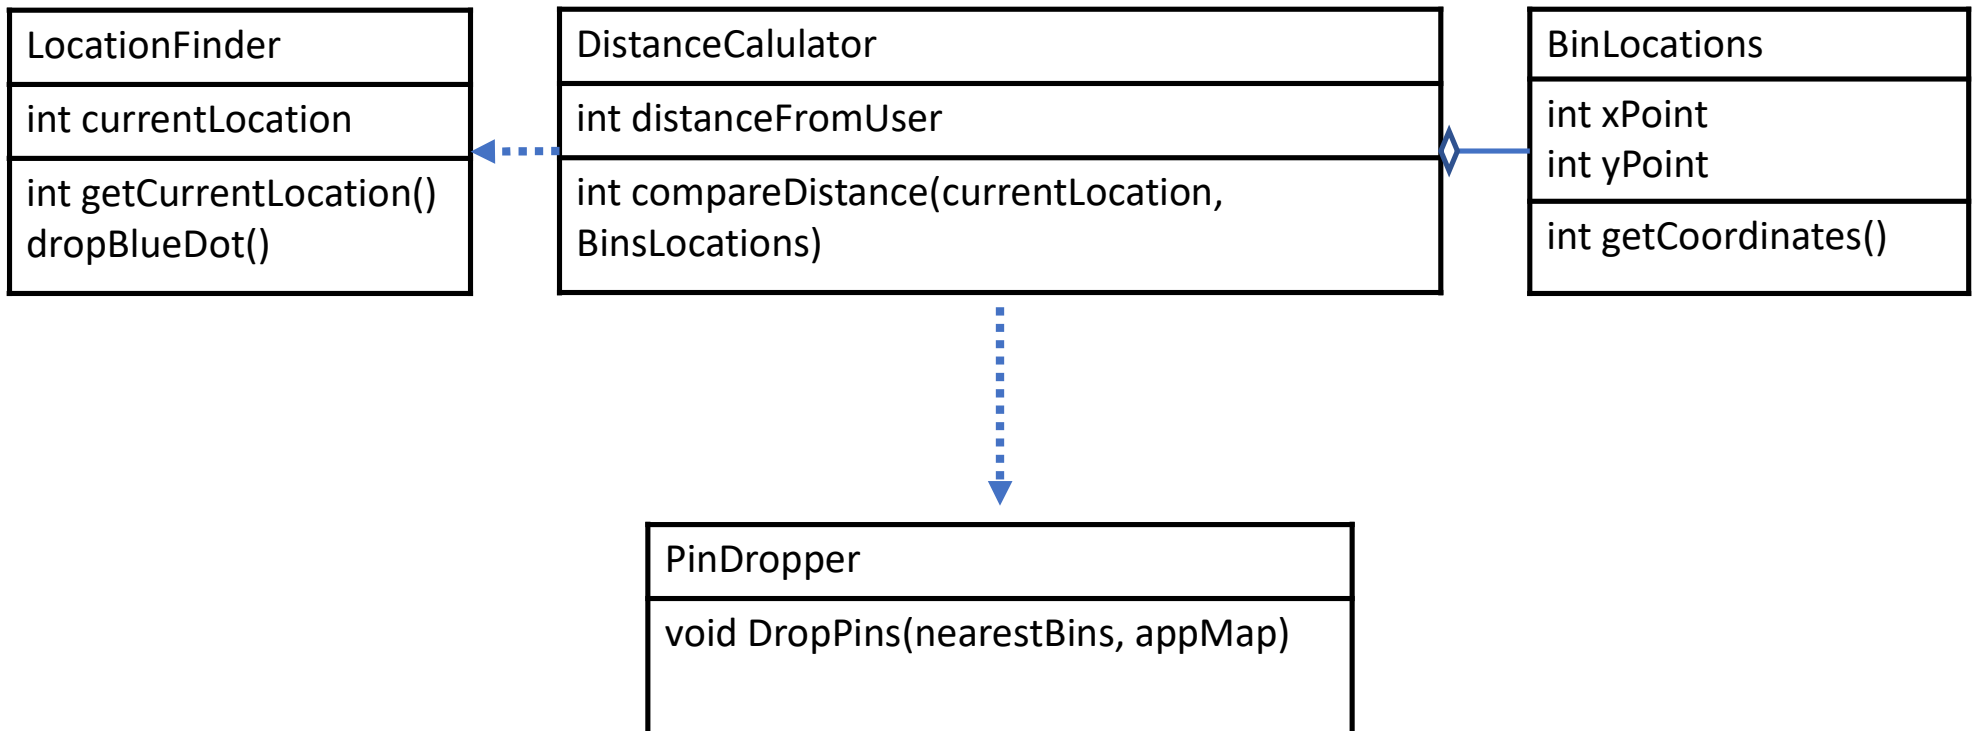 LocationFinder
int currentLocation
int getCurrentLocation()
dropBlueDot()
DistanceCalulator
int distanceFromUser
int compareDistance(currentLocation,
BinsLocations)
BinLocations
int xPoint
int yPoint
int getCoordinates()
PinDropper
void DropPins(nearestBins, appMap)